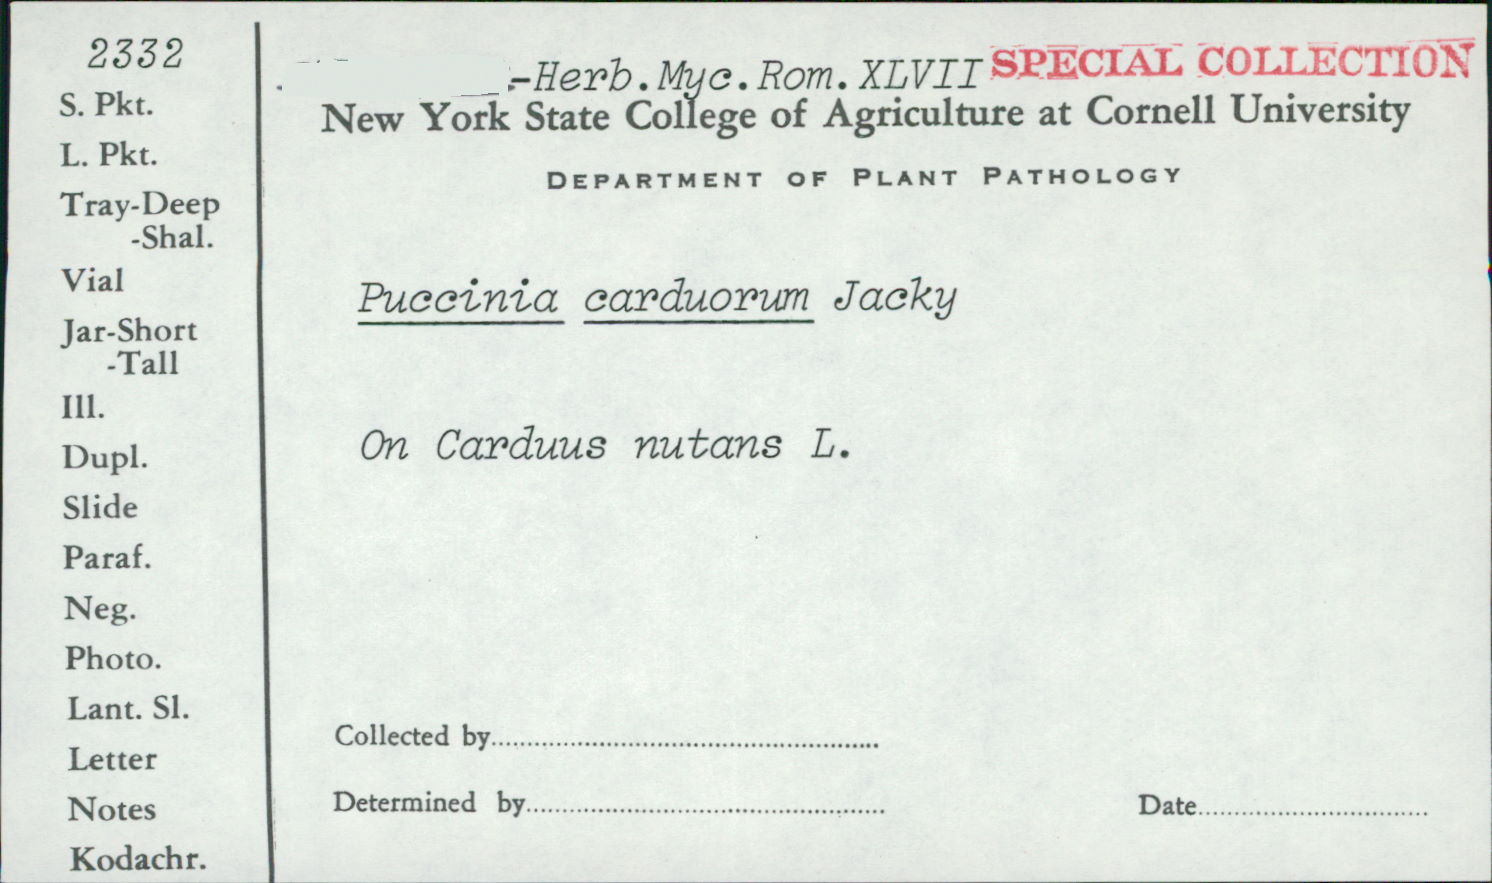 2332
S. Pkt.
L. Pkt.
Tray-Deep
-Shal.
Vial
Jar-Short
-Tall
Ill.
Dupl.
Slide
Paraf.
Neg.
Photo.
Lant. Sl.
Letter
Notes
Kodachr.
-Herb.Myc.Rom.XLVII SPECIAL COLLECTION
New York State College of Agriculture at Cornell University
DEPARTMENT OF PLANT PATHOLOGY
Puccinia carduorum Jacky
On Carduus nutans L.
Collected by
Determined by
Date